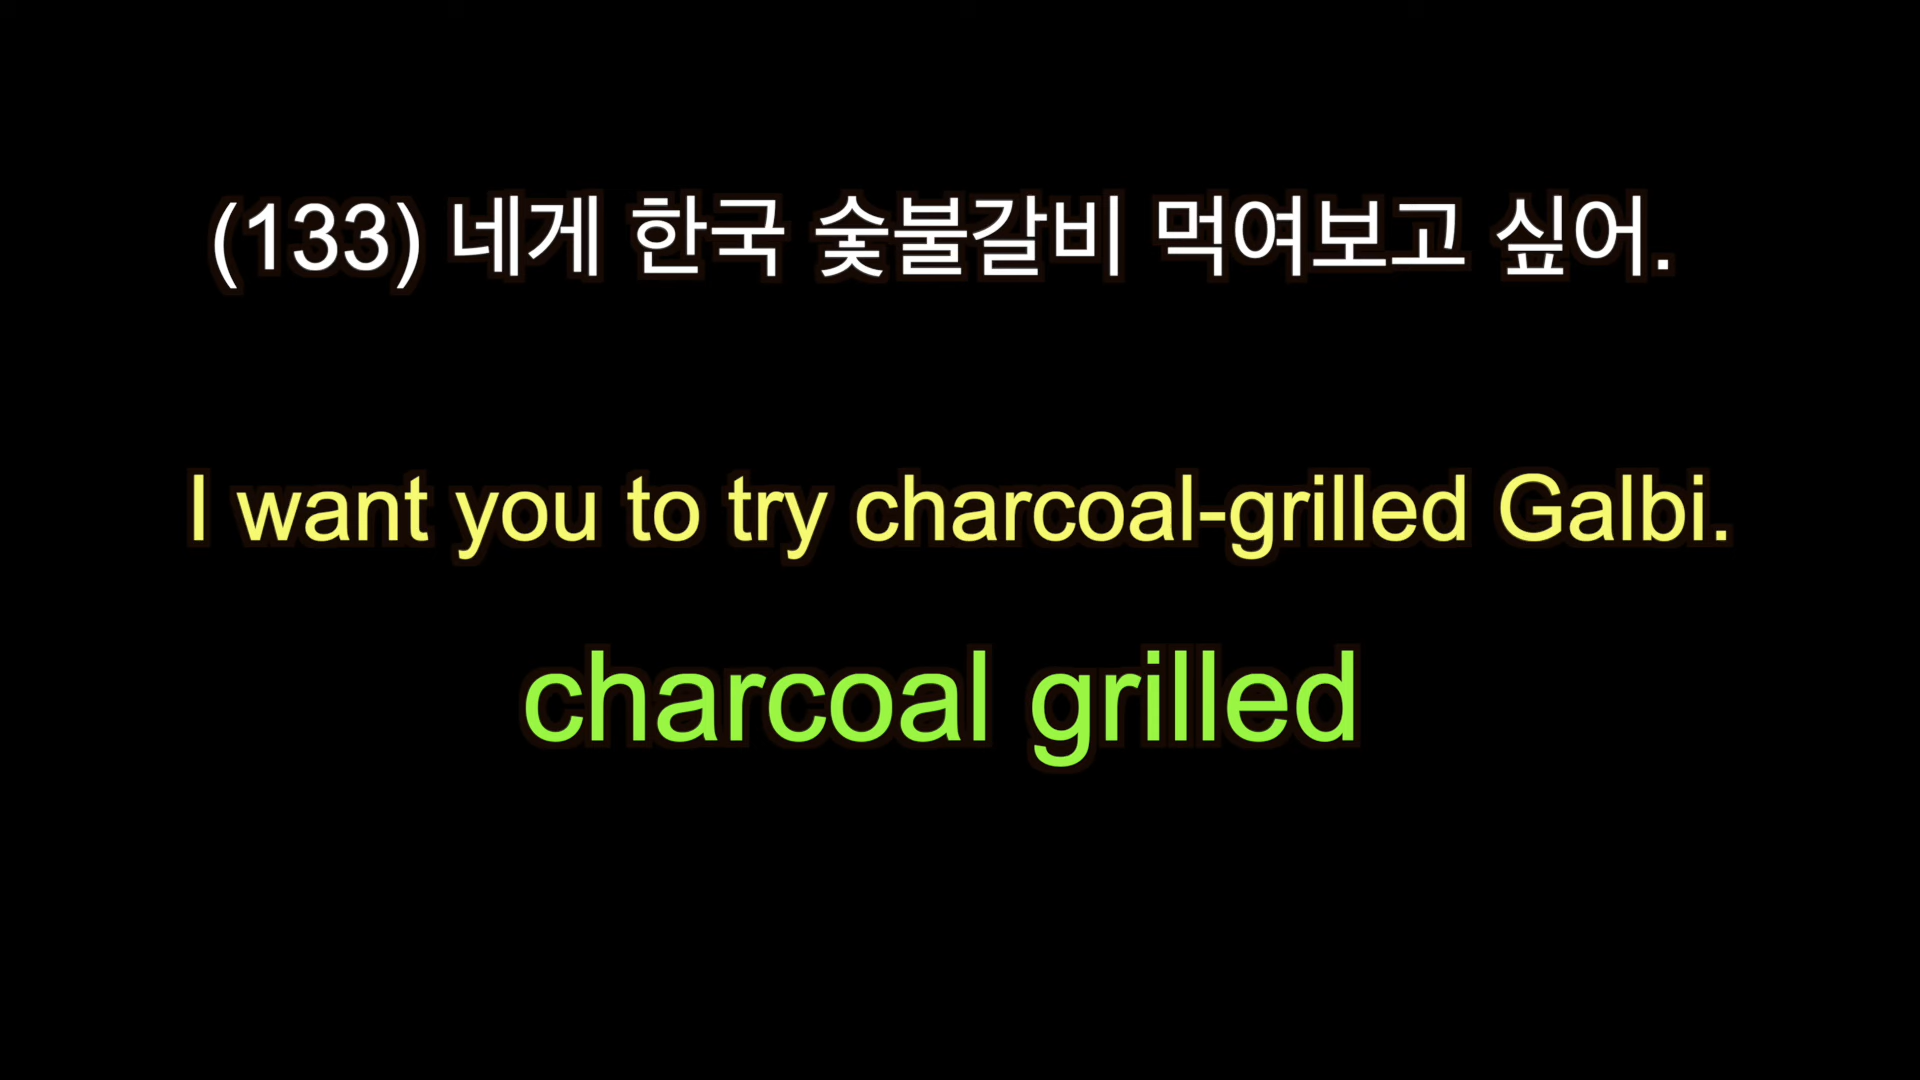 (133) 네게 한국 숯불갈비 먹여보고 싶어.
I want you to try charcoal-grilled Galbi.
charcoal grilled